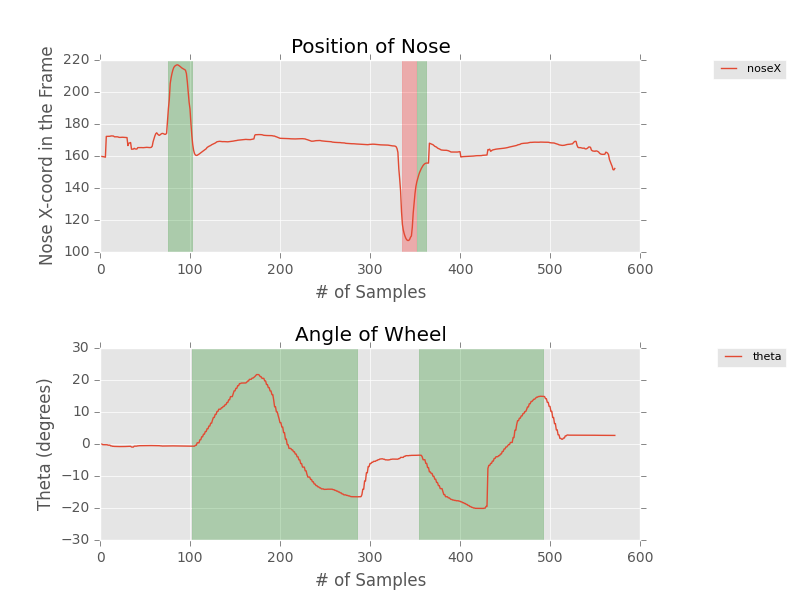 Position of Nose
noseX
Nose X-coord in the Frame
220
200
180
160
140
120
100
0 100 200 300 400 500 600
# of Samples
Angle of Wheel
theta
Theta (degrees)
30
20
10
0
−10
−20
−30
0 100 200 300 400 500 600
# of Samples